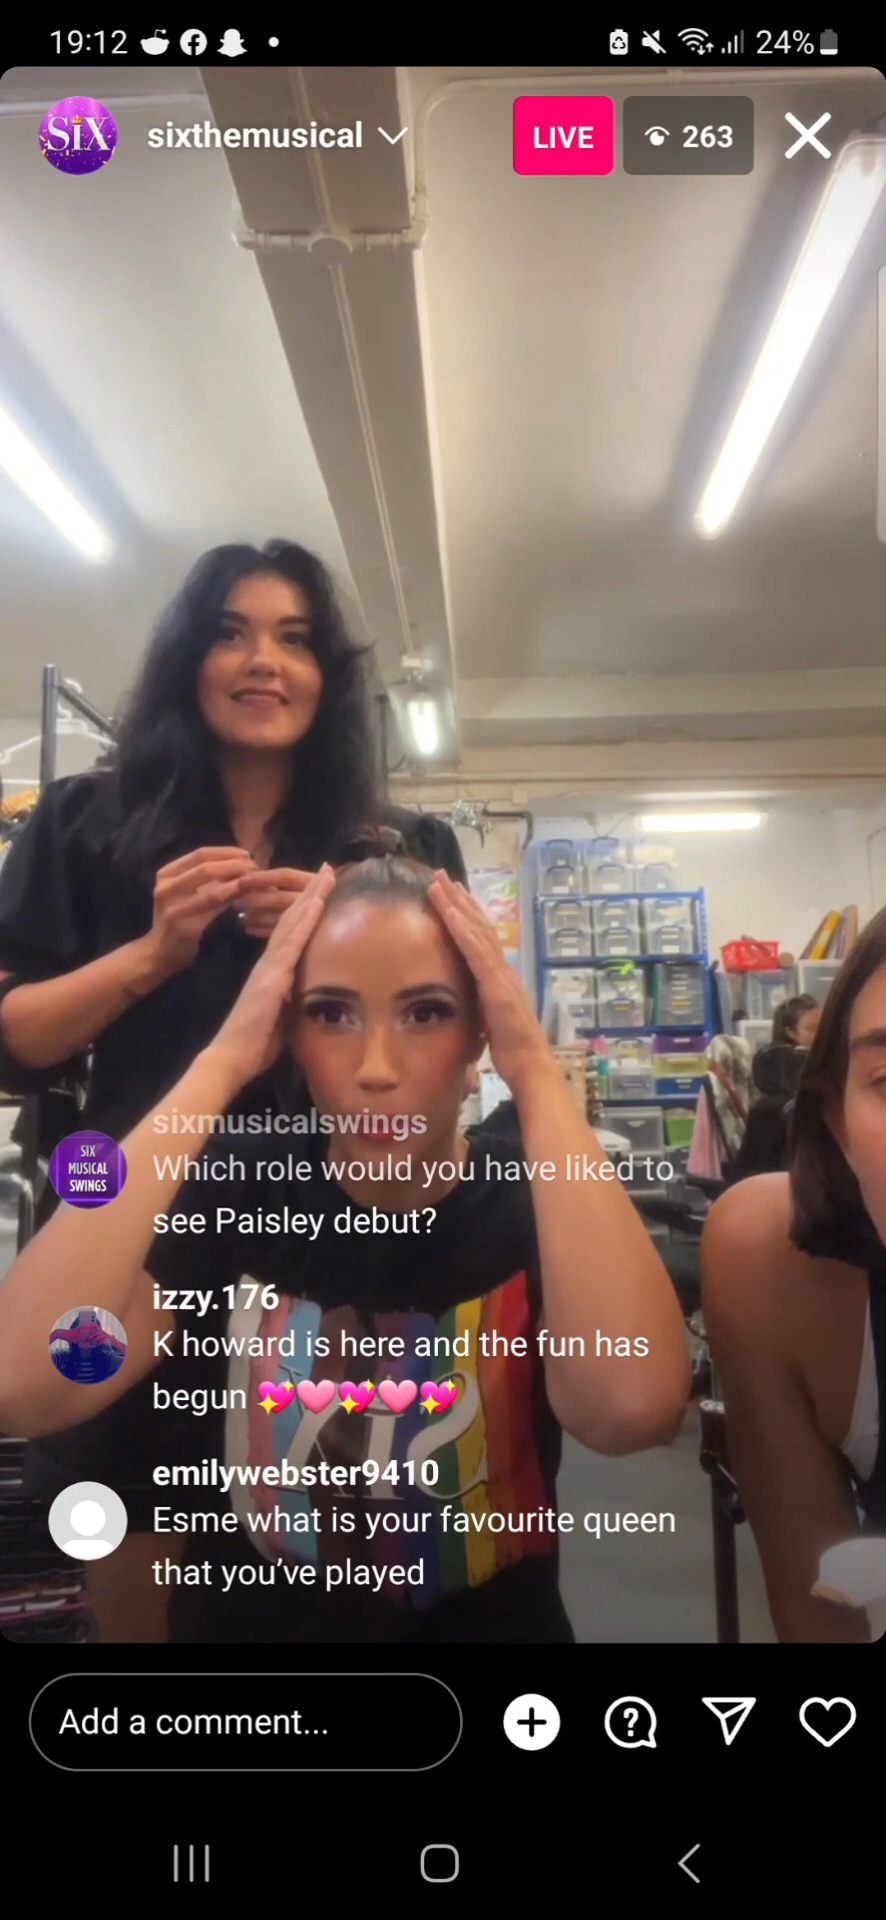 19:12
24%
SIX
sixthemusical
LIVE
263
sixmusicalswings
SIX
MUSICAL
SWINGS
Which role would you have liked to
see Paisley debut?
izzy.176
K howard is here and the fun has
begun 💖🩷💖🩷💖
SIX
emilywebster9410
Esme what is your favourite queen
that you’ve played
Add a comment...